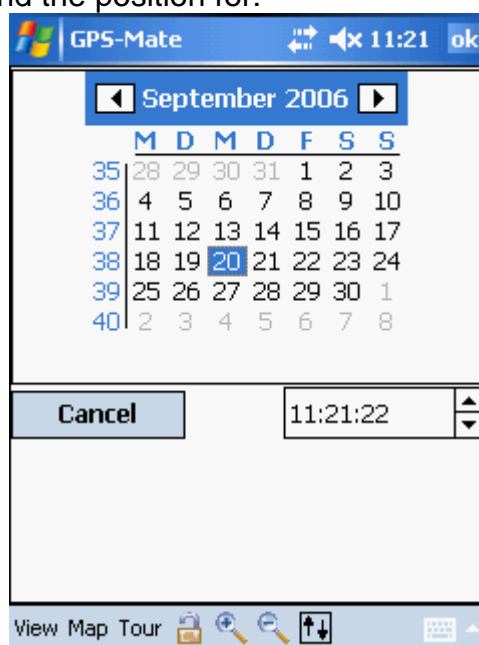 nd the position for:
GPS-Mate 11:21 ok
September 2006
M D M D F S S
35 28 29 30 31 1 2 3
36 4 5 6 7 8 9 10
37 11 12 13 14 15 16 17
38 18 19 20 21 22 23 24
39 25 26 27 28 29 30 1
40 2 3 4 5 6 7 8
Cancel 11:21:22
View Map Tour